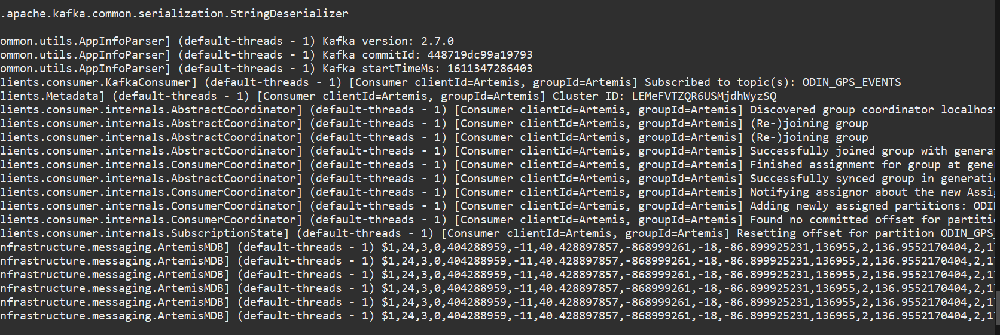 .apache.kafka.common.serialization.StringDeserializer
ommon.utils.AppInfoParser] (default-threads - 1) Kafka version: 2.7.0
ommon.utils.AppInfoParser] (default-threads - 1) Kafka commitId: 448719dc99a19793
ommon.utils.AppInfoParser] (default-threads - 1) Kafka startTimeMs: 1611347286403
lients.consumer.KafkaConsumer] (default-threads - 1) [Consumer clientId=Artemis, groupId=Artemis] Subscribed to topic(s): ODIN_GPS_EVENTS
lients.Metadata] (default-threads - 1) [Consumer clientId=Artemis, groupId=Artemis] Cluster ID: LEMeFVTZQR6USMjdhWyzSQ
lients.consumer.internals.AbstractCoordinator] (default-threads - 1) [Consumer clientId=Artemis, groupId=Artemis] Discovered group coordinator localhost
lients.consumer.internals.AbstractCoordinator] (default-threads - 1) [Consumer clientId=Artemis, groupId=Artemis] (Re-)joining group
lients.consumer.internals.AbstractCoordinator] (default-threads - 1) [Consumer clientId=Artemis, groupId=Artemis] (Re-)joining group
lients.consumer.internals.AbstractCoordinator] (default-threads - 1) [Consumer clientId=Artemis, groupId=Artemis] Successfully joined group with generat
lients.consumer.internals.ConsumerCoordinator] (default-threads - 1) [Consumer clientId=Artemis, groupId=Artemis] Finished assignment for group at gene
lients.consumer.internals.AbstractCoordinator] (default-threads - 1) [Consumer clientId=Artemis, groupId=Artemis] Successfully synced group in generati
lients.consumer.internals.ConsumerCoordinator] (default-threads - 1) [Consumer clientId=Artemis, groupId=Artemis] Notifying assignor about the new Assig
lients.consumer.internals.ConsumerCoordinator] (default-threads - 1) [Consumer clientId=Artemis, groupId=Artemis] Adding newly assigned partitions: ODI
lients.consumer.internals.ConsumerCoordinator] (default-threads - 1) [Consumer clientId=Artemis, groupId=Artemis] Found no committed offset for partiti
lients.consumer.internals.SubscriptionState] (default-threads - 1) [Consumer clientId=Artemis, groupId=Artemis] Resetting offset for partition ODIN_GPS_
nfrastructure.messaging.ArtemisMDB] (default-threads - 1) $1,24,3,0,404288959,-11,40.428897857,-868999261,-18,-86.899925231,136955,2,136.9552170404,2,17
nfrastructure.messaging.ArtemisMDB] (default-threads - 1) $1,24,3,0,404288959,-11,40.428897857,-868999261,-18,-86.899925231,136955,2,136.9552170404,2,17
nfrastructure.messaging.ArtemisMDB] (default-threads - 1) $1,24,3,0,404288959,-11,40.428897857,-868999261,-18,-86.899925231,136955,2,136.9552170404,2,17
nfrastructure.messaging.ArtemisMDB] (default-threads - 1) $1,24,3,0,404288959,-11,40.428897857,-868999261,-18,-86.899925231,136955,2,136.9552170404,2,17
nfrastructure.messaging.ArtemisMDB] (default-threads - 1) $1,24,3,0,404288959,-11,40.428897857,-868999261,-18,-86.899925231,136955,2,136.9552170404,2,17
nfrastructure.messaging.ArtemisMDB] (default-threads - 1) $1,24,3,0,404288959,-11,40.428897857,-868999261,-18,-86.899925231,136955,2,136.9552170404,2,17